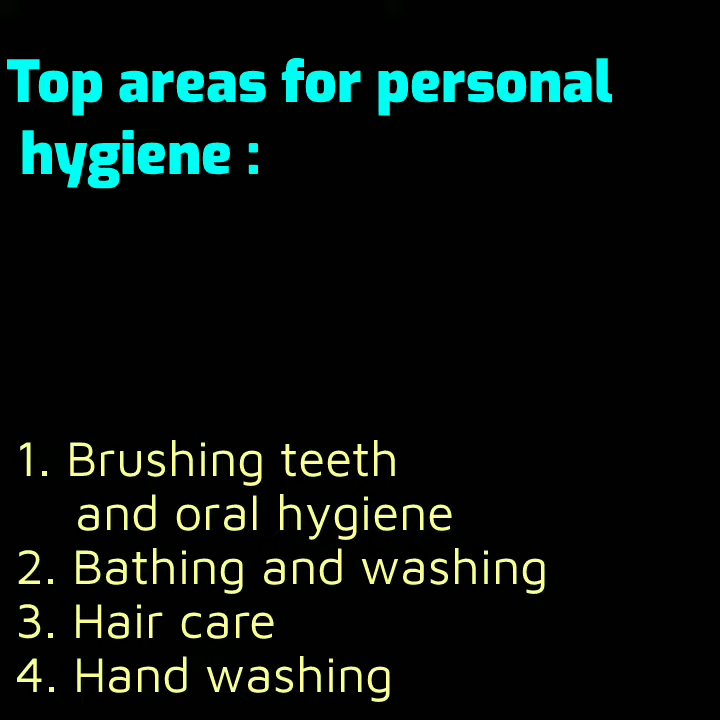 Top areas for personal
hygiene :
1. Brushing teeth
and oral hygiene
2. Bathing and washing
3. Hair care
4. Hand washing